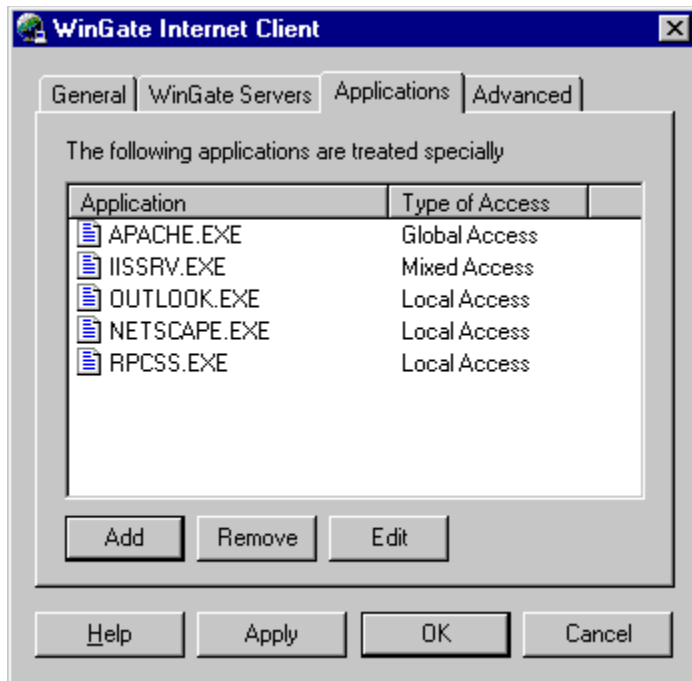 WinGate Internet Client
General WinGate Servers Applications Advanced
The following applications are treated specially
Application Type of Access
APACHE.EXE Global Access
IISSRV.EXE Mixed Access
OUTLOOK.EXE Local Access
NETSCAPE.EXE Local Access
RPCSS.EXE Local Access
Add Remove Edit
Help Apply OK Cancel